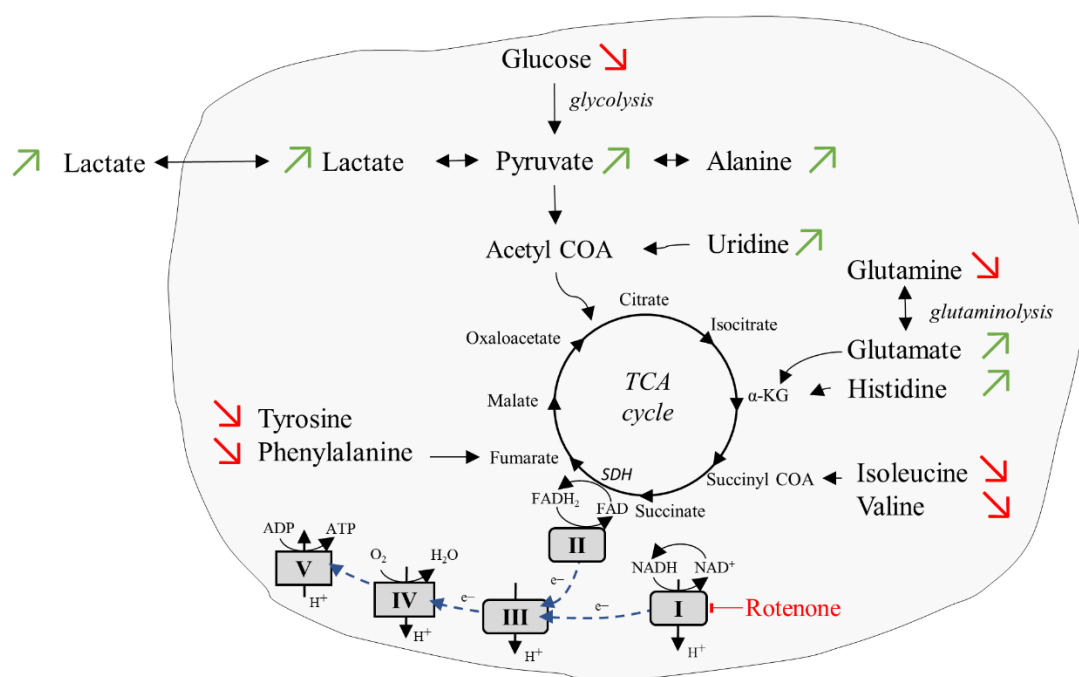 Glucose
glycolysis
Lactate Lactate Pyruvate Alanine
Acetyl COA Uridine
Glutamine
glutaminolysis
Glutamate
Histidine
Citrate
Isocitrate
Oxaloacetate
TCA
cycle
α-KG
Malate
Tyrosine
Phenylalanine
Fumarate
SDH
Succinyl COA
Isoleucine
Valine
FADH₂
FAD
Succinate
II
ADP
ATP
V
H⁺
O₂
H₂O
IV
H⁺
e−
III
H⁺
e−
e−
NADH
NAD⁺
I
H⁺
Rotenone